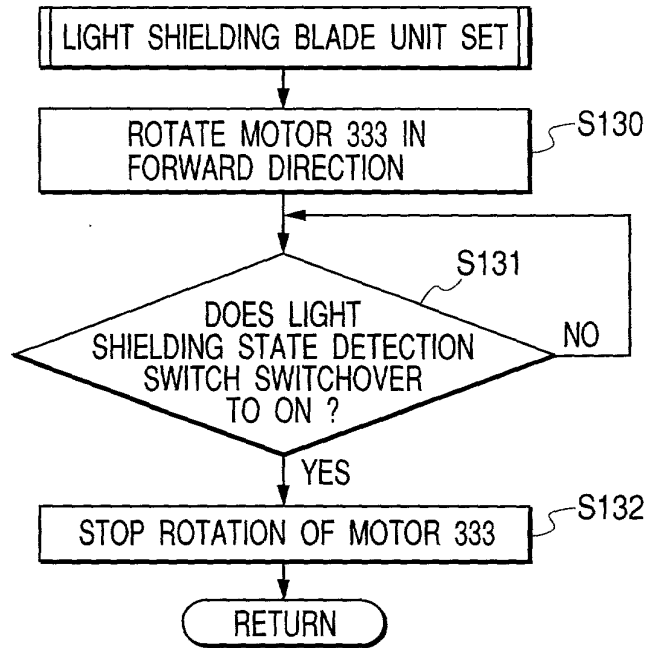 LIGHT SHIELDING BLADE UNIT SET
ROTATE MOTOR 333 IN
FORWARD DIRECTION
S130
S131
DOES LIGHT
SHIELDING STATE DETECTION
SWITCH SWITCHOVER
TO ON ?
NO
YES
STOP ROTATION OF MOTOR 333
S132
RETURN